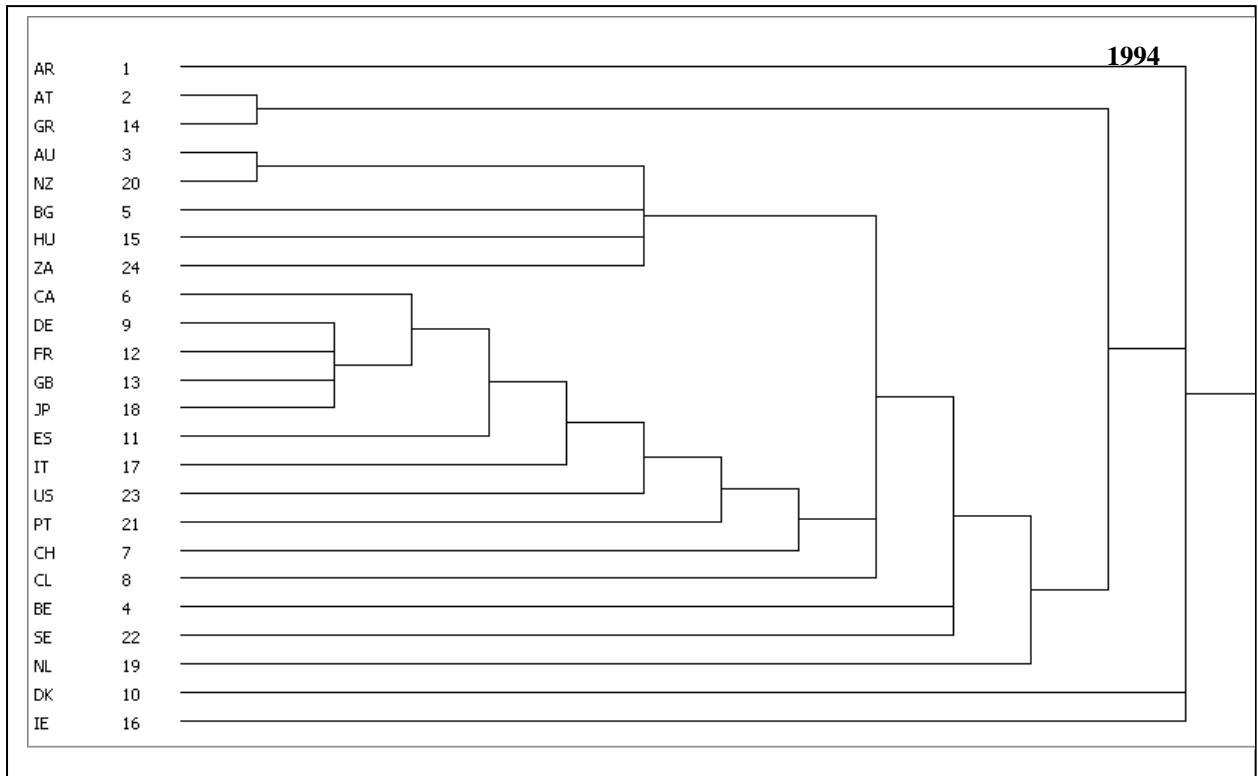 1994
AR 1
AT 2
GR 14
AU 3
NZ 20
BG 5
HU 15
ZA 24
CA 6
DE 9
FR 12
GB 13
JP 18
ES 11
IT 17
US 23
PT 21
CH 7
CL 8
BE 4
SE 22
NL 19
DK 10
IE 16